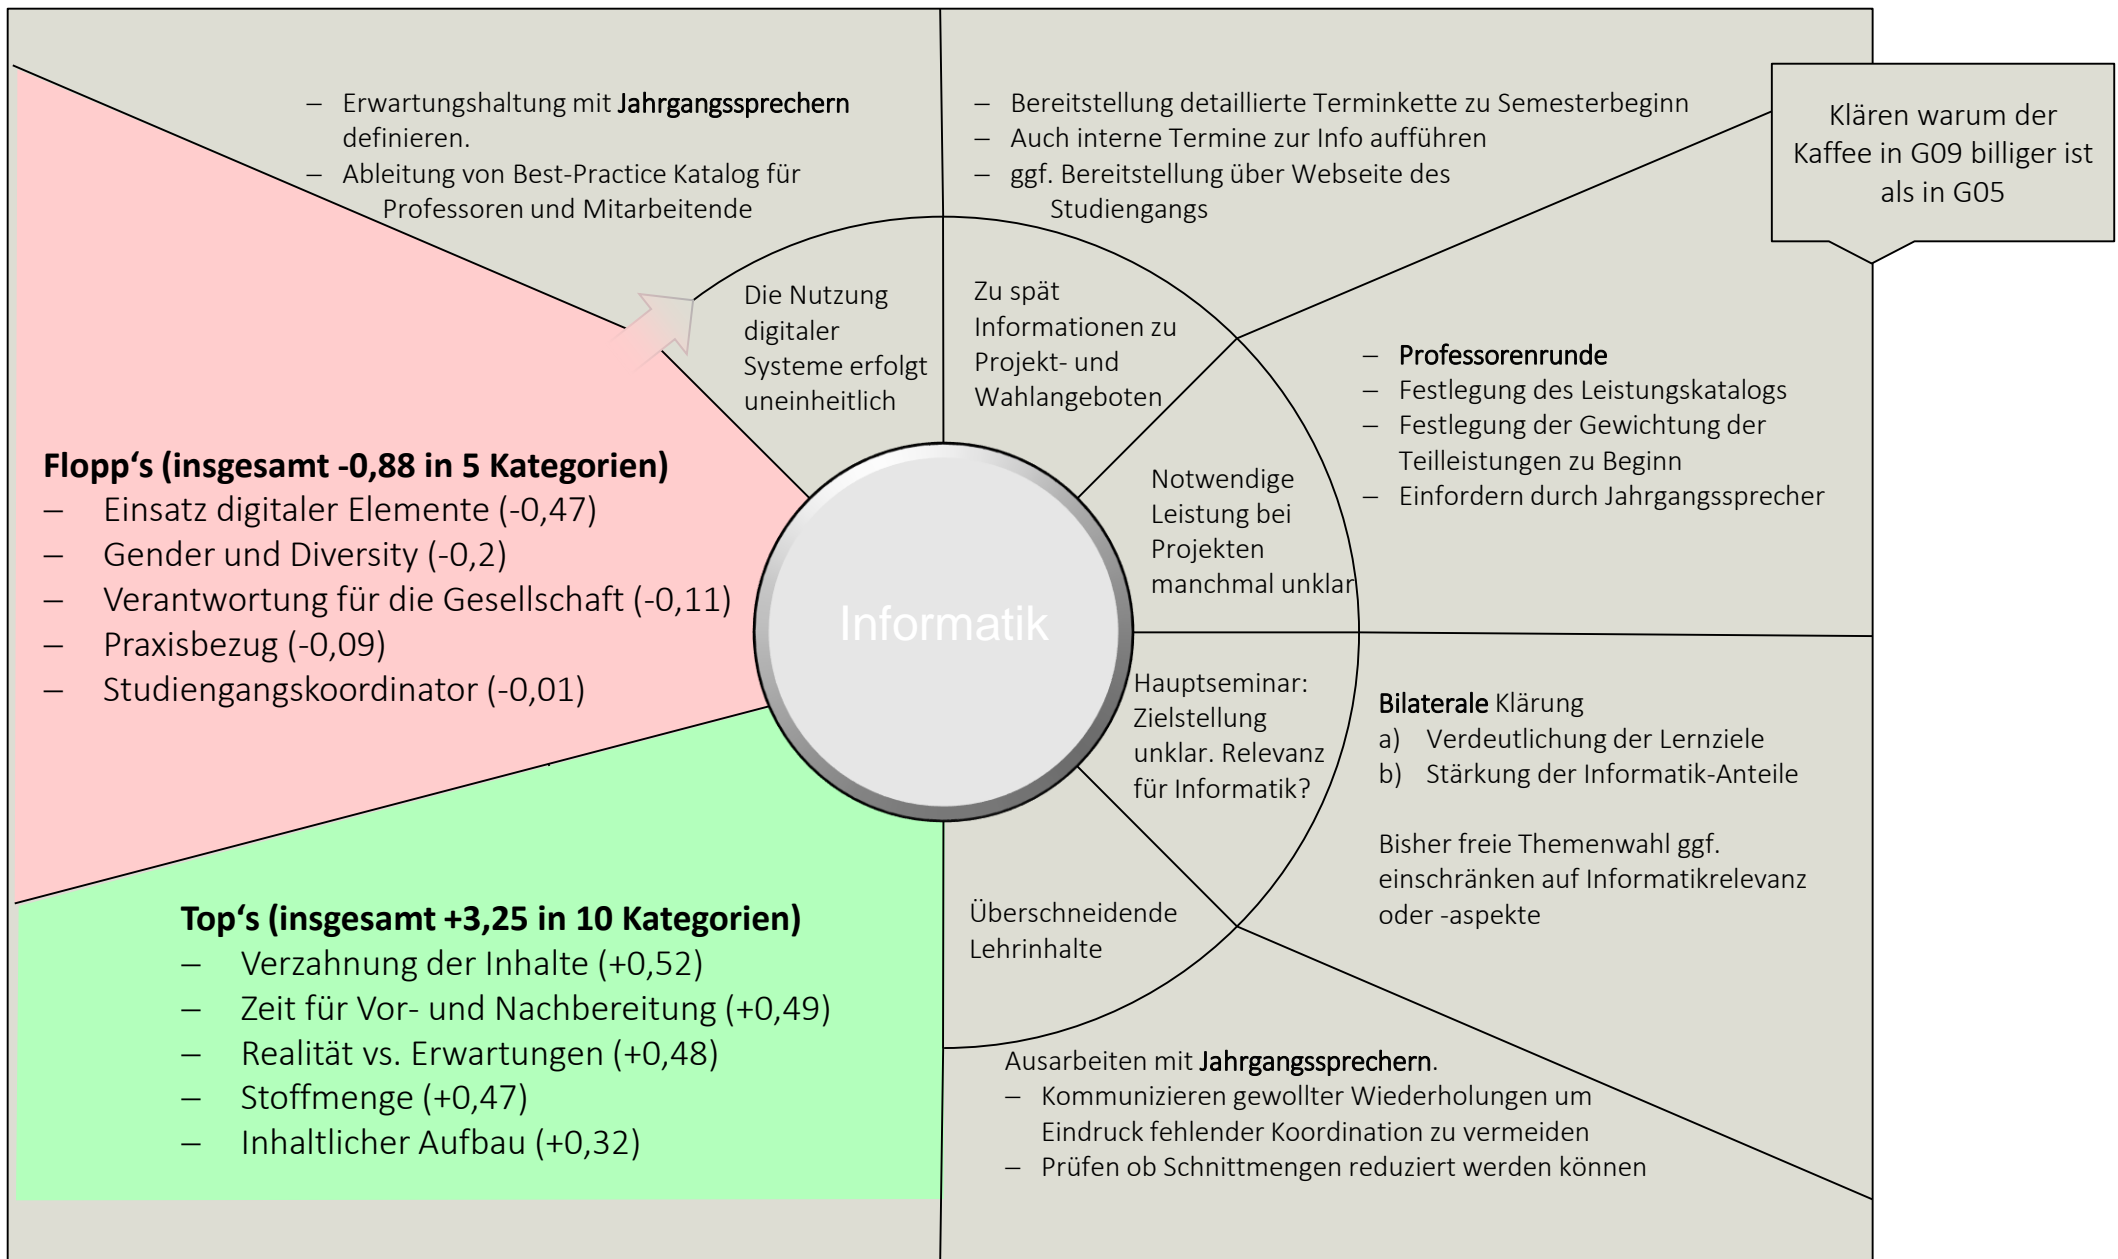 – Erwartungshaltung mit Jahrgangssprechern
definieren.
– Ableitung von Best-Practice Katalog für
Professoren und Mitarbeitende
– Bereitstellung detaillierte Terminkette zu Semesterbeginn
– Auch interne Termine zur Info aufführen
– ggf. Bereitstellung über Webseite des
Studiengangs
Klären warum der
Kaffee in G09 billiger ist
als in G05
Die Nutzung
digitaler
Systeme erfolgt
uneinheitlich
Zu spät
Informationen zu
Projekt- und
Wahlangeboten
– Professorenrunde
– Festlegung des Leistungskatalogs
– Festlegung der Gewichtung der
Teilleistungen zu Beginn
– Einfordern durch Jahrgangssprecher
Notwendige
Leistung bei
Projekten
manchmal unklar
Flopp‘s (insgesamt -0,88 in 5 Kategorien)
– Einsatz digitaler Elemente (-0,47)
– Gender und Diversity (-0,2)
– Verantwortung für die Gesellschaft (-0,11)
– Praxisbezug (-0,09)
– Studiengangskoordinator (-0,01)
Informatik
Hauptseminar:
Zielstellung
unklar. Relevanz
für Informatik?
Bilaterale Klärung
a) Verdeutlichung der Lernziele
b) Stärkung der Informatik-Anteile
Bisher freie Themenwahl ggf.
einschränken auf Informatikrelevanz
oder -aspekte
Top‘s (insgesamt +3,25 in 10 Kategorien)
– Verzahnung der Inhalte (+0,52)
– Zeit für Vor- und Nachbereitung (+0,49)
– Realität vs. Erwartungen (+0,48)
– Stoffmenge (+0,47)
– Inhaltlicher Aufbau (+0,32)
Überschneidende
Lehrinhalte
Ausarbeiten mit Jahrgangssprechern.
– Kommunizieren gewollter Wiederholungen um
Eindruck fehlender Koordination zu vermeiden
– Prüfen ob Schnittmengen reduziert werden können